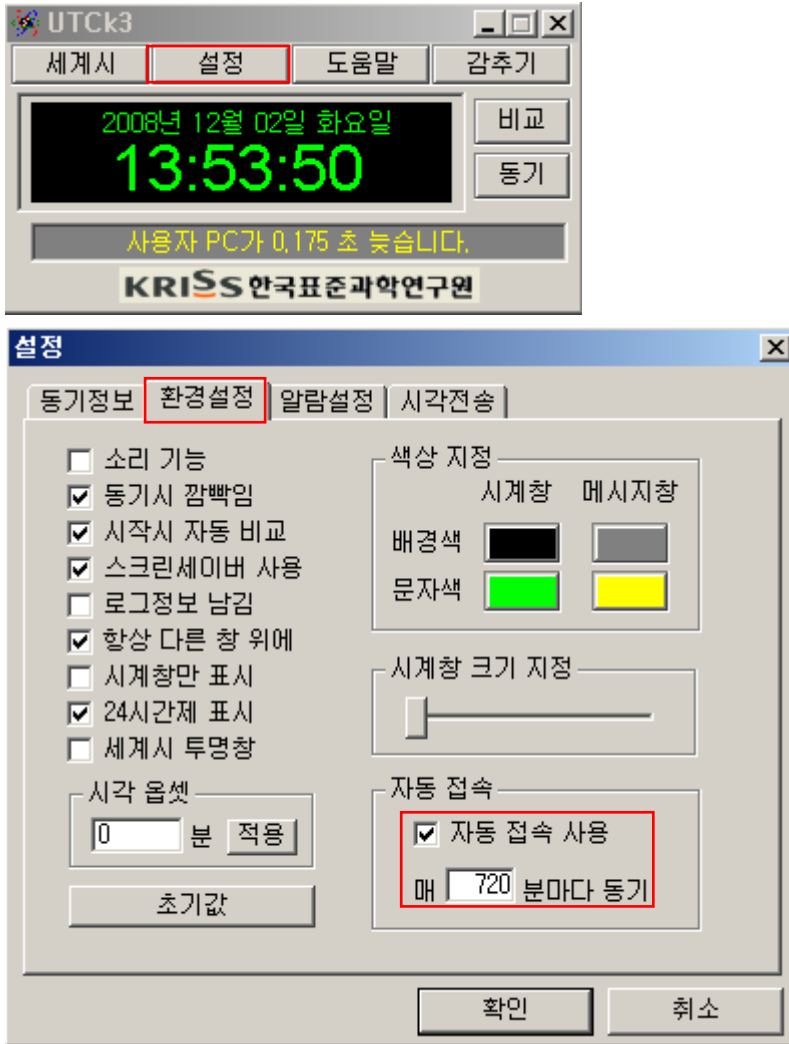 UTCk3
세계시 설정 도움말 감추기
2008년 12월 02일 화요일
13:53:50
비교
동기
사용자 PC가 0,175 초 늦습니다.
KRISS 한국표준과학연구원
설정
동기정보 환경설정 알람설정 시각전송
소리 기능
동기시 깜빡임
시작시 자동 비교
스크린세이버 사용
로그정보 남김
항상 다른 창 위에
시계창만 표시
24시간제 표시
세계시 투명창
시각 옵셋
0 분 적용
초기값
색상 지정
시계창 메시지창
배경색
문자색
시계창 크기 지정
자동 접속
자동 접속 사용
매 720 분마다 동기
확인 취소